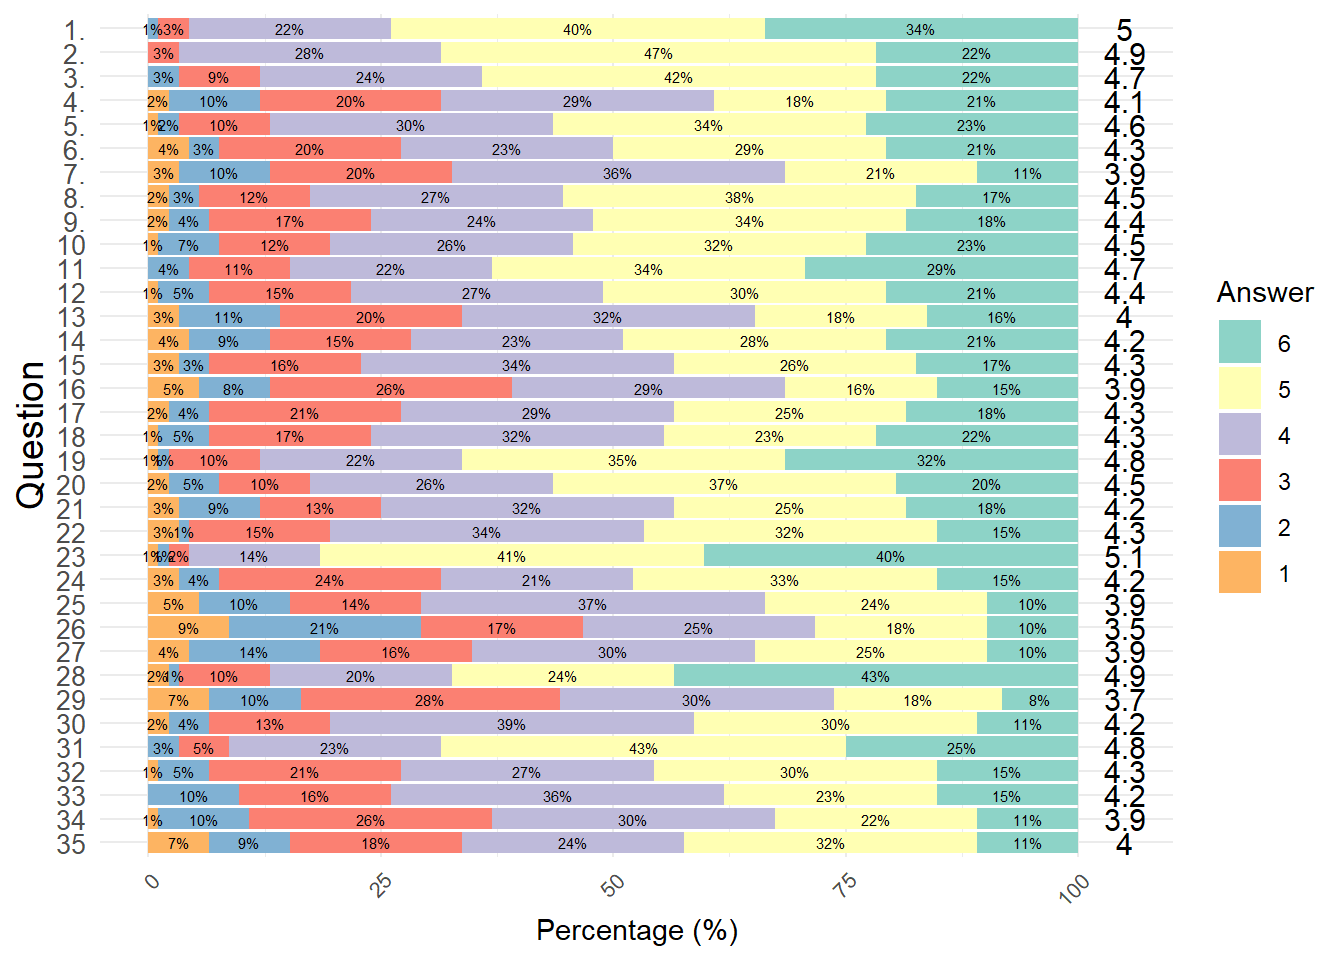 1. 1% 3% 22% 40% 34% 5
2. 3% 28% 47% 22% 4.9
3. 3% 9% 24% 42% 22% 4.7
4. 2% 10% 20% 29% 18% 21% 4.1
5. 1% 2% 10% 30% 34% 23% 4.6
6. 4% 3% 20% 23% 29% 21% 4.3
7. 3% 10% 20% 36% 21% 11% 3.9
8. 2% 3% 12% 27% 38% 17% 4.5
9. 2% 4% 17% 24% 34% 18% 4.4
10 1% 7% 12% 26% 32% 23% 4.5
11 4% 11% 22% 34% 29% 4.7
12 1% 5% 15% 27% 30% 21% 4.4
13 3% 11% 20% 32% 18% 16% 4
14 4% 9% 15% 23% 28% 21% 4.2
15 3% 3% 16% 34% 26% 17% 4.3
16 5% 8% 26% 29% 16% 15% 3.9
17 2% 4% 21% 29% 25% 18% 4.3
18 1% 5% 17% 32% 23% 22% 4.3
19 1% 1% 10% 22% 35% 32% 4.8
20 2% 5% 10% 26% 37% 20% 4.5
21 3% 9% 13% 32% 25% 18% 4.2
22 3% 1% 15% 34% 32% 15% 4.3
23 1% 1% 2% 14% 41% 40% 5.1
24 3% 4% 24% 21% 33% 15% 4.2
25 5% 10% 14% 37% 24% 10% 3.9
26 9% 21% 17% 25% 18% 10% 3.5
27 4% 14% 16% 30% 25% 10% 3.9
28 2% 1% 10% 20% 24% 43% 4.9
29 7% 10% 28% 30% 18% 8% 3.7
30 2% 4% 13% 39% 30% 11% 4.2
31 3% 5% 23% 43% 25% 4.8
32 1% 5% 21% 27% 30% 15% 4.3
33 10% 16% 36% 23% 15% 4.2
34 1% 10% 26% 30% 22% 11% 3.9
35 7% 9% 18% 24% 32% 11% 4
0 25 50 75 100
Percentage (%)
Question
Answer
6
5
4
3
2
1